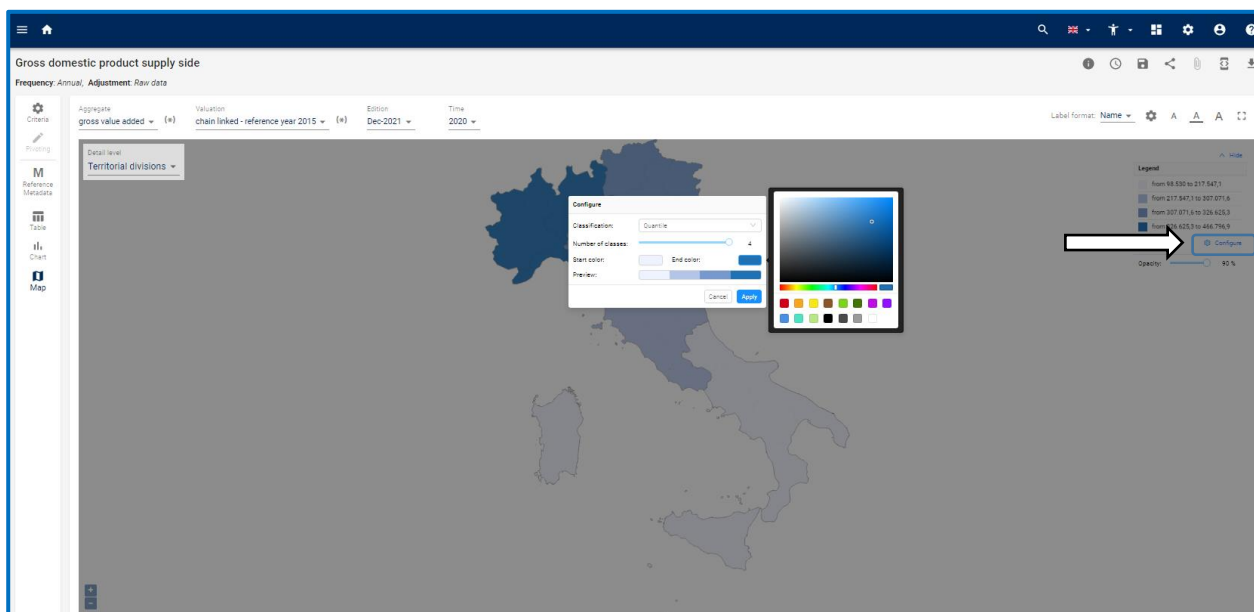 Gross domestic product supply side
Frequency: Annual, Adjustment: Raw data
Criteria
Pivoting
M
Reference
Metadata
Table
Chart
Map
Aggregate
gross value added
Valuation
chain linked - reference year 2015
Edition
Dec-2021
Time
2020
Label format: Name
A A A
Detail level
Territorial divisions
Hide
Legend
from 98.530 to 217.547,1
from 217.547,1 to 307.071,6
from 307.071,6 to 326.625,3
from 326.625,3 to 466.796,9
Configure
Opacity: 90 %
Configure
Classification: Quantile
Number of classes: 4
Start color: End color:
Preview:
Cancel Apply
+
-